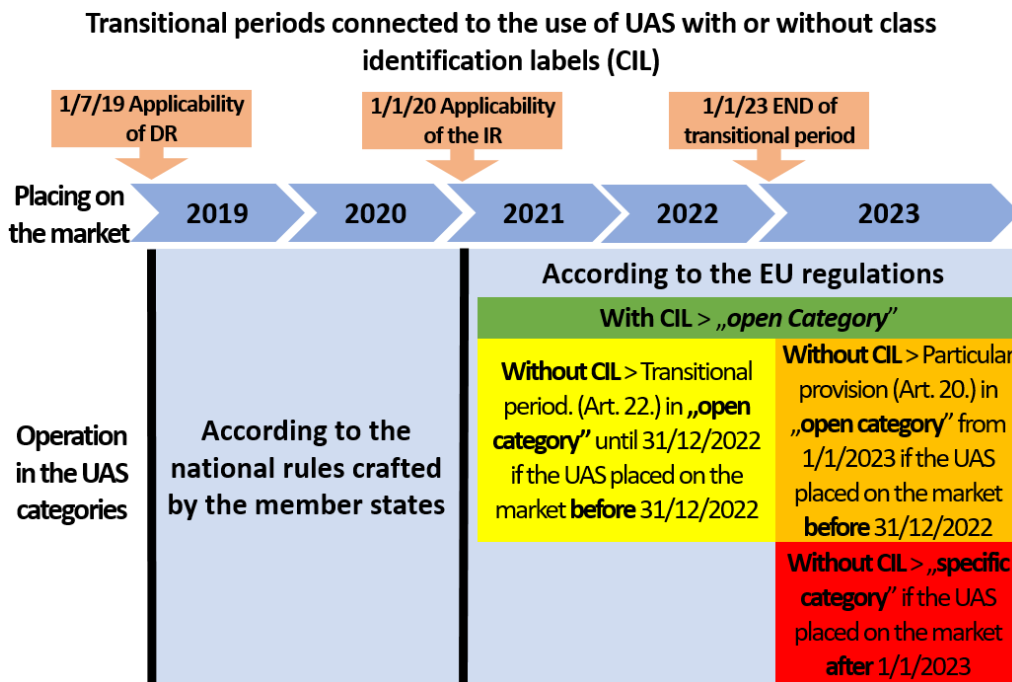 Transitional periods connected to the use of UAS with or without class
identification labels (CIL)
1/7/19 Applicability
of DR
1/1/20 Applicability
of the IR
1/1/23 END of
transitional period
Placing on
the market
2019
2020
2021
2022
2023
Operation
in the UAS
categories
According to the
national rules crafted
by the member states
According to the EU regulations
With CIL > „open Category”
Without CIL > Transitional
period. (Art. 22.) in „open
category” until 31/12/2022
if the UAS placed on the
market before 31/12/2022
Without CIL > Particular
provision (Art. 20.) in
„open category” from
1/1/2023 if the UAS
placed on the market
before 31/12/2022
Without CIL > „specific
category” if the UAS
placed on the market
after 1/1/2023